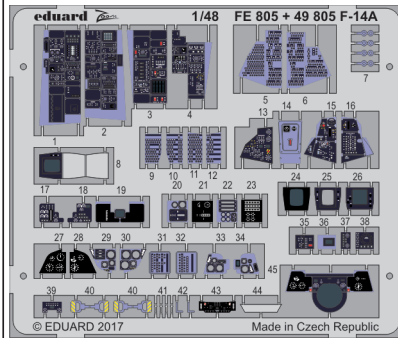 eduard Zoom 1/48 FE 805 + 49 805 F-14A
1 2 3 4 5 6 7
8 9 10 11 12 13 14 15 16
17 18 19 20 21 22 23 24 25 26
27 28 29 30 31 32 33 34 35 36 37 38
39 40 40 41 42 43 44 45
© EDUARD 2017 Made in Czech Republic